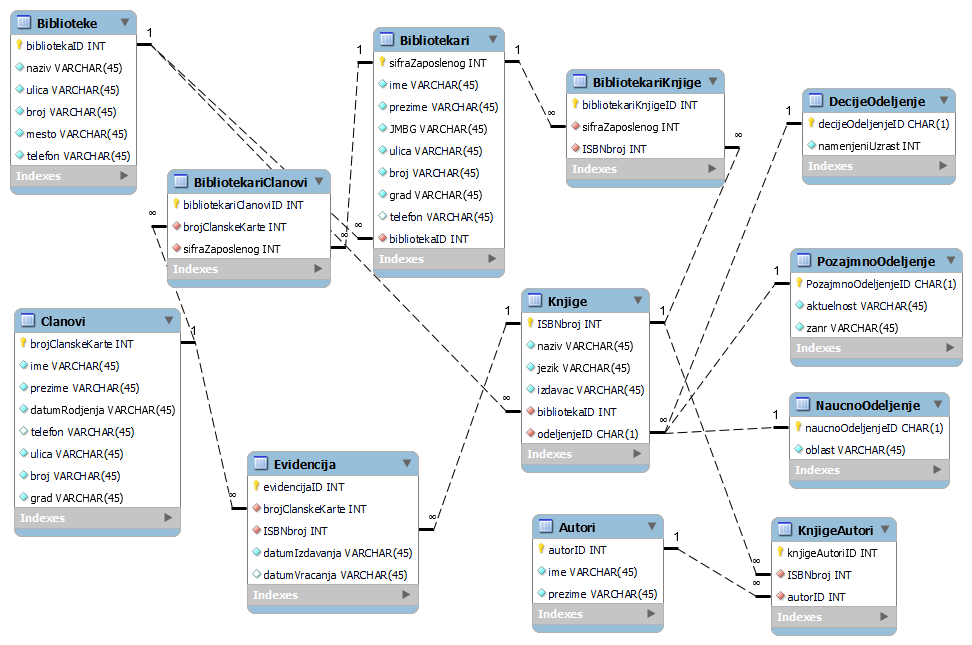 Biblioteke
bibliotekaID INT
naziv VARCHAR(45)
ulica VARCHAR(45)
broj VARCHAR(45)
mesto VARCHAR(45)
telefon VARCHAR(45)
Indexes
1
Bibliotekari
sifraZaposlenog INT
ime VARCHAR(45)
prezime VARCHAR(45)
JMBG VARCHAR(45)
ulica VARCHAR(45)
broj VARCHAR(45)
grad VARCHAR(45)
telefon VARCHAR(45)
bibliotekaID INT
Indexes
1
1
∞
∞
BibliotekariKnjige
bibliotekariKnjigeID INT
sifraZaposlenog INT
ISBNbroj INT
Indexes
∞
∞
DecijeOdeljenje
decijeOdeljenjeID CHAR(1)
namenjeniUzrast INT
Indexes
1
BibliotekariClanovi
bibliotekariClanoviID INT
brojClanskeKarte INT
sifraZaposlenog INT
Indexes
∞
PozajmnoOdeljenje
PozajmnoOdeljenjeID CHAR(1)
aktuelnost VARCHAR(45)
zanr VARCHAR(45)
Indexes
1
Knjige
ISBNbroj INT
naziv VARCHAR(45)
jezik VARCHAR(45)
izdavac VARCHAR(45)
bibliotekaID INT
odeljenjeID CHAR(1)
Indexes
1
1
∞
∞
Clanovi
brojClanskeKarte INT
ime VARCHAR(45)
prezime VARCHAR(45)
datumRodjenja VARCHAR(45)
telefon VARCHAR(45)
ulica VARCHAR(45)
broj VARCHAR(45)
grad VARCHAR(45)
Indexes
1
NaucnoOdeljenje
naucnoOdeljenjeID CHAR(1)
oblast VARCHAR(45)
Indexes
1
Evidencija
evidencijaID INT
brojClanskeKarte INT
ISBNbroj INT
datumIzdavanja VARCHAR(45)
datumVracanja VARCHAR(45)
Indexes
∞
∞
Autori
autorID INT
ime VARCHAR(45)
prezime VARCHAR(45)
Indexes
1
KnjigeAutori
knjigeAutoriID INT
ISBNbroj INT
autorID INT
Indexes
∞
∞